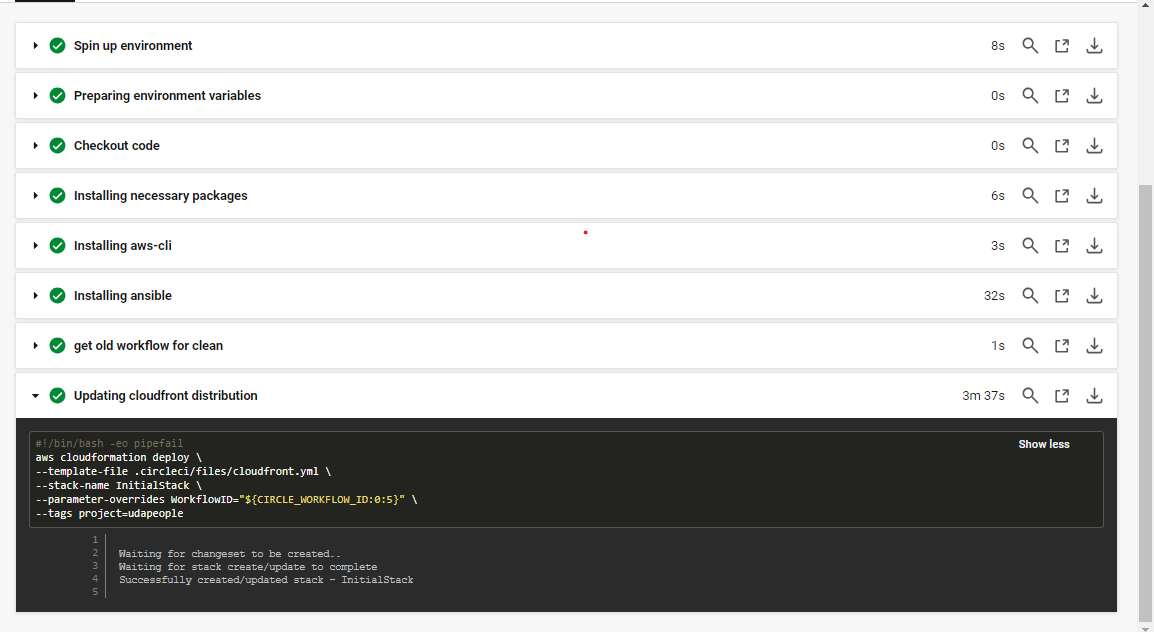 Spin up environment 8s
Preparing environment variables 0s
Checkout code 0s
Installing necessary packages 6s
Installing aws-cli 3s
Installing ansible 32s
get old workflow for clean 1s
Updating cloudfront distribution 3m 37s
#!/bin/bash -eo pipefail Show less
aws cloudformation deploy \
--template-file .circleci/files/cloudfront.yml \
--stack-name InitialStack \
--parameter-overrides WorkflowID="${CIRCLE_WORKFLOW_ID:0:5}" \
--tags project=udapeople
1
2 Waiting for changeset to be created..
3 Waiting for stack create/update to complete
4 Successfully created/updated stack - InitialStack
5